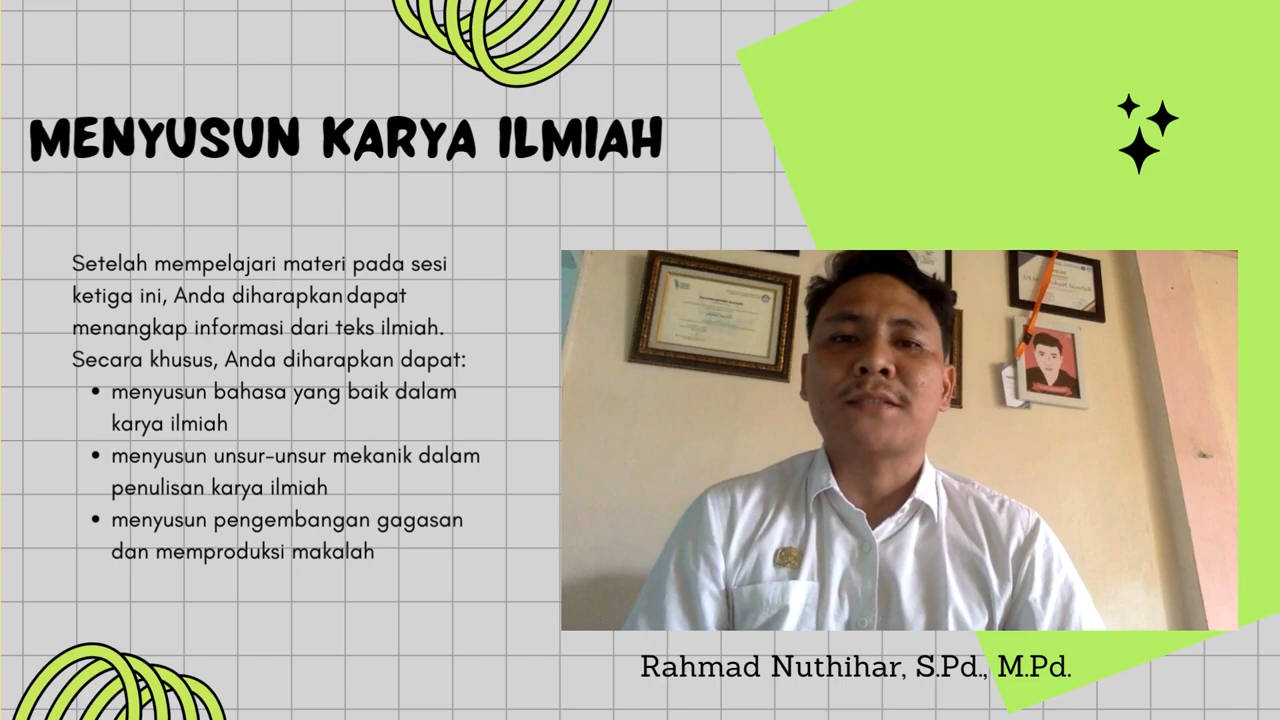 MENYUSUN KARYA ILMIAH
Setelah mempelajari materi pada sesi
ketiga ini, Anda diharapkan dapat
menangkap informasi dari teks ilmiah.
Secara khusus, Anda diharapkan dapat:
• menyusun bahasa yang baik dalam
karya ilmiah
• menyusun unsur-unsur mekanik dalam
penulisan karya ilmiah
• menyusun pengembangan gagasan
dan memproduksi makalah
Rahmad Nuthihar, S.Pd., M.Pd.